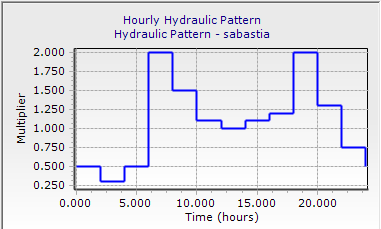 Hourly Hydraulic Pattern
Hydraulic Pattern - sabastia
Multiplier
2.000
1.750
1.500
1.250
1.000
0.750
0.500
0.250
0.000 5.000 10.000 15.000 20.000
Time (hours)